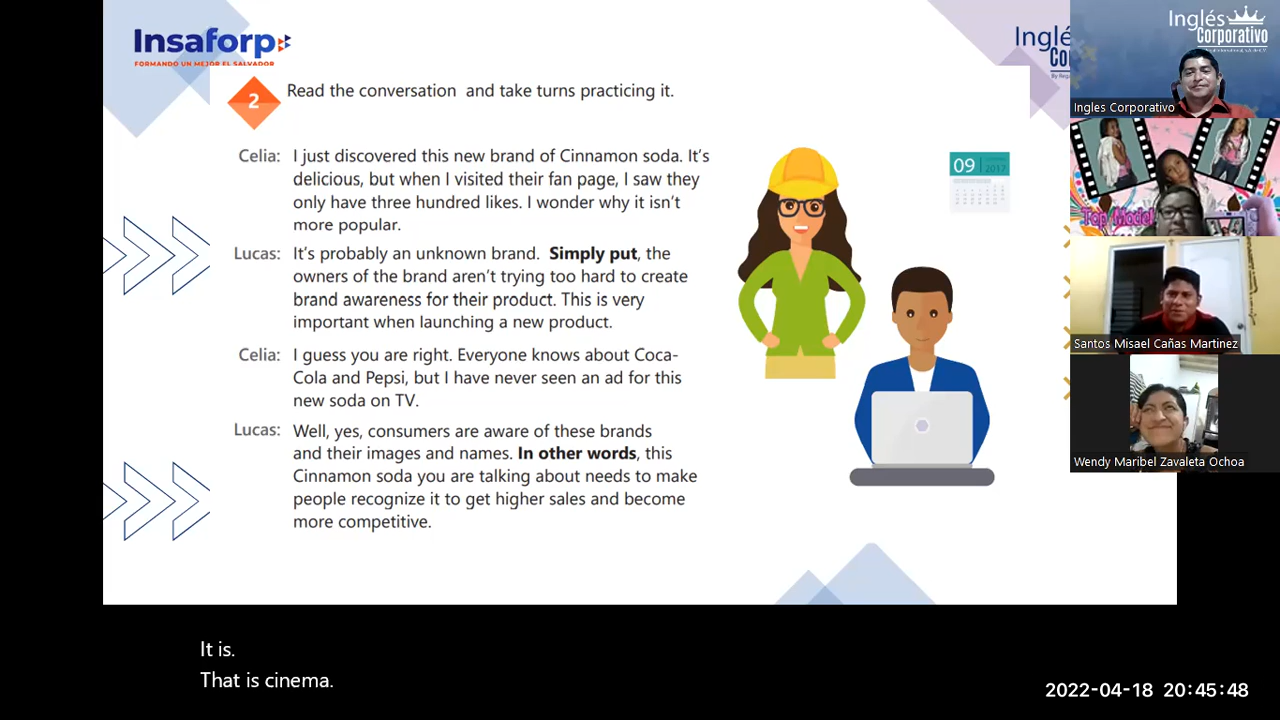 Insaforp
FORMANDO UN MEJOR EL SALVADOR
Inglé
Co
By Rega
2
Read the conversation and take turns practicing it.
Celia: I just discovered this new brand of Cinnamon soda. It's
delicious, but when I visited their fan page, I saw they
only have three hundred likes. I wonder why it isn't
more popular.
Lucas: It's probably an unknown brand. Simply put, the
owners of the brand aren't trying too hard to create
brand awareness for their product. This is very
important when launching a new product.
Celia: I guess you are right. Everyone knows about Coca-
Cola and Pepsi, but I have never seen an ad for this
new soda on TV.
Lucas: Well, yes, consumers are aware of these brands
and their images and names. In other words, this
Cinnamon soda you are talking about needs to make
people recognize it to get higher sales and become
more competitive.
09
2017
Inglés
Corporativo
Ingles Corporativo
Top Model
Santos Misael Cañas Martinez
Wendy Maribel Zavaleta Ochoa
It is.
That is cinema.
2022-04-18 20:45:48